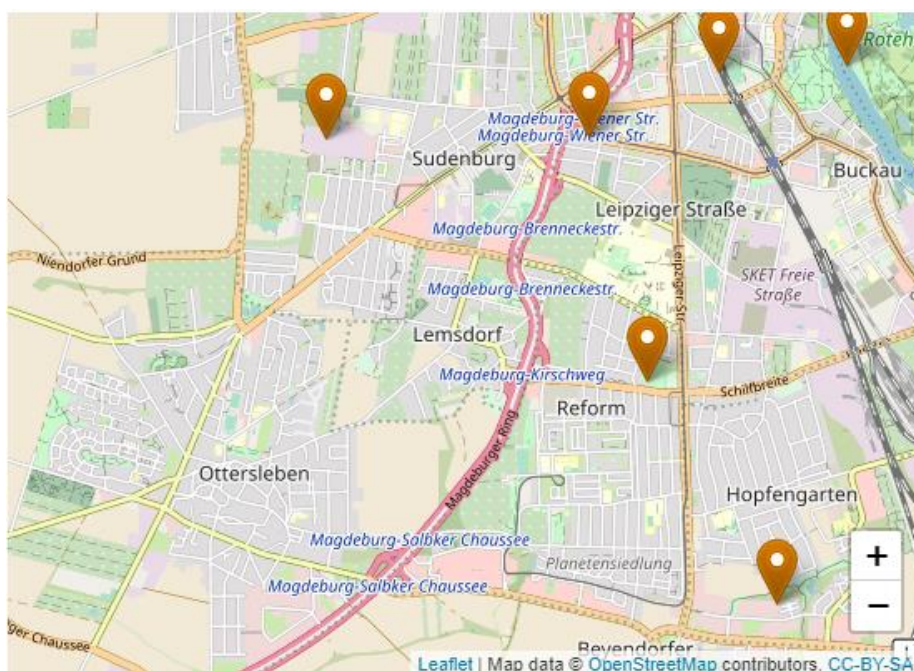 Roteh
Magdeburg-Wiener Str.
Magdeburg-Wiener Str.
Sudenburg
Buckau
Leipziger Straße
Magdeburg-Brenneckestr.
Niendorfer Grund
Leipziger Str.
SKET Freie
Straße
Magdeburg-Brenneckestr.
Lemsdorf
Magdeburg-Kirschweg
Schilfbreite
Reform
Magdeburger Ring
Ottersleben
Hopfengarten
Magdeburg-Salbker Chaussee
Planetensiedlung
Magdeburg-Salbker Chaussee
+
−
iger Chaussee
Beyendorfer
Leaflet | Map data © OpenStreetMap contributors, CC-BY-SA